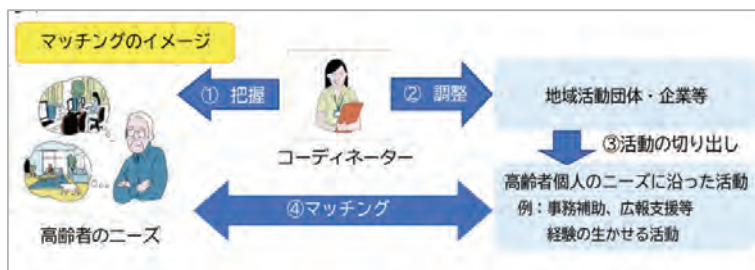 マッチングのイメージ
① 把握
② 調整
地域活動団体・企業等
コーディネーター
③活動の切り出し
高齢者個人のニーズに沿った活動
例：事務補助、広報支援等
経験の生かせる活動
④マッチング
高齢者のニーズ